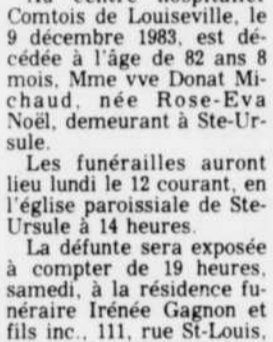 Au centre hospitalier
Comtois de Louiseville, le
9 décembre 1983, est dé-
cédée à l'âge de 82 ans 8
mois, Mme vve Donat Mi-
chaud, née Rose-Eva
Noël, demeurant à Ste-Ur-
sule.
Les funérailles auront
lieu lundi le 12 courant, en
l'église paroissiale de Ste-
Ursule à 14 heures.
La défunte sera exposée
à compter de 19 heures,
samedi, à la résidence fu-
néraire Irénée Gagnon et
fils inc., 111, rue St-Louis,